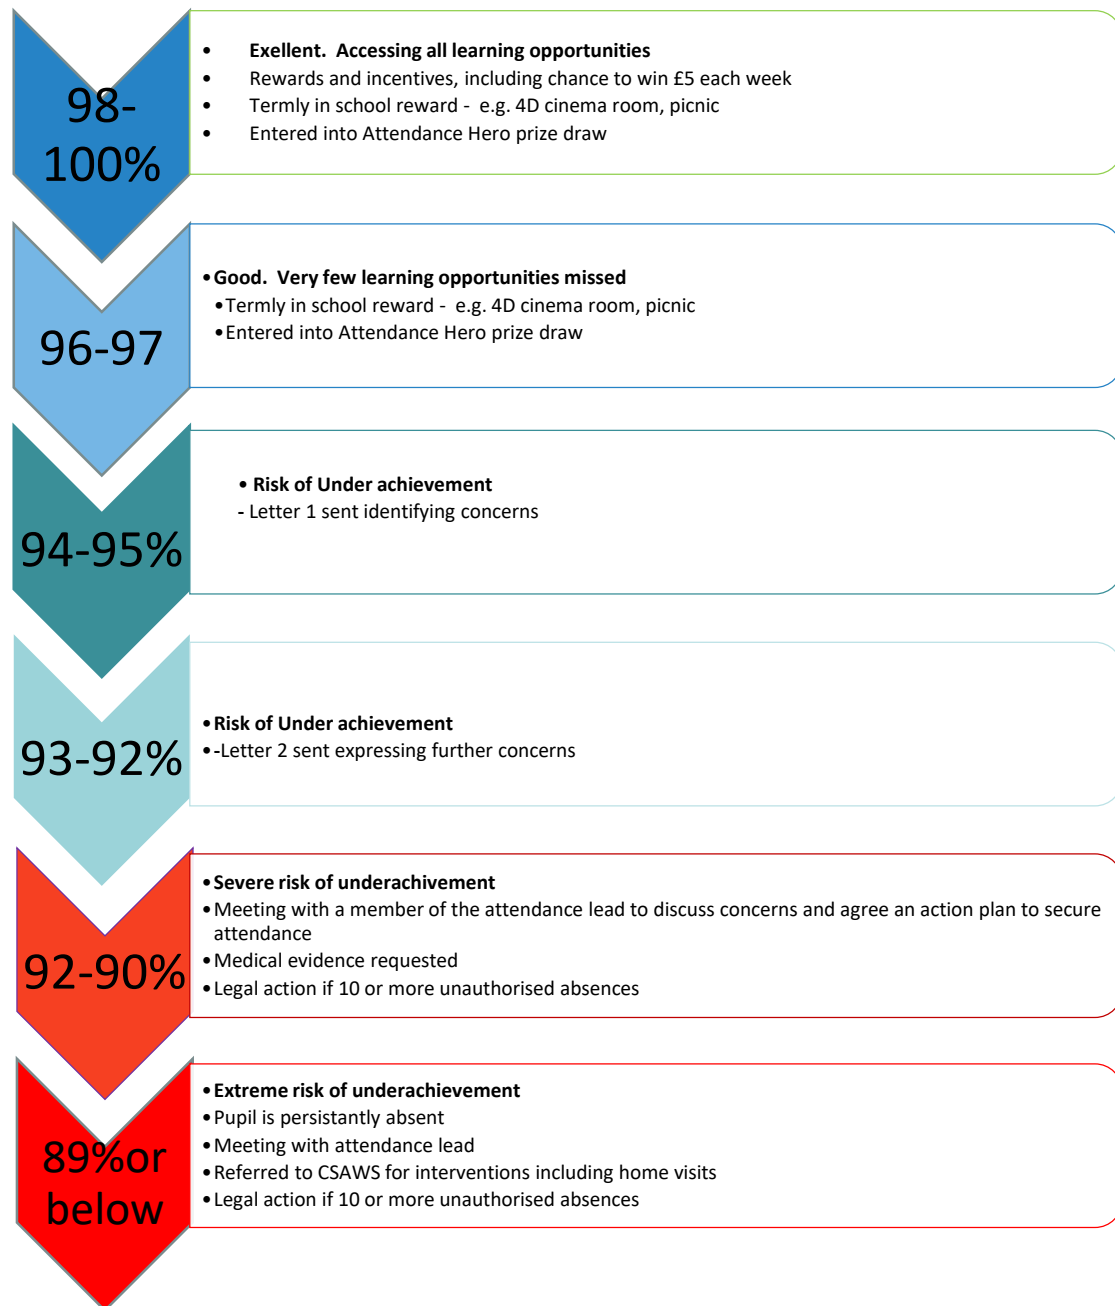 98-
100%
• Exellent.  Accessing all learning opportunities
• Rewards and incentives, including chance to win £5 each week
• Termly in school reward -  e.g. 4D cinema room, picnic
• Entered into Attendance Hero prize draw
96-97
•Good.  Very few learning opportunities missed
•Termly in school reward -  e.g. 4D cinema room, picnic
•Entered into Attendance Hero prize draw
94-95%
• Risk of Under achievement
- Letter 1 sent identifying concerns
93-92%
•Risk of Under achievement
•-Letter 2 sent expressing further concerns
92-90%
•Severe risk of underachivement
•Meeting with a member of the attendance lead to discuss concerns and agree an action plan to secure
attendance
•Medical evidence requested
•Legal action if 10 or more unauthorised absences
89%or
below
•Extreme risk of underachievement
•Pupil is persistantly absent
•Meeting with attendance lead
•Referred to CSAWS for interventions including home visits
•Legal action if 10 or more unauthorised absences